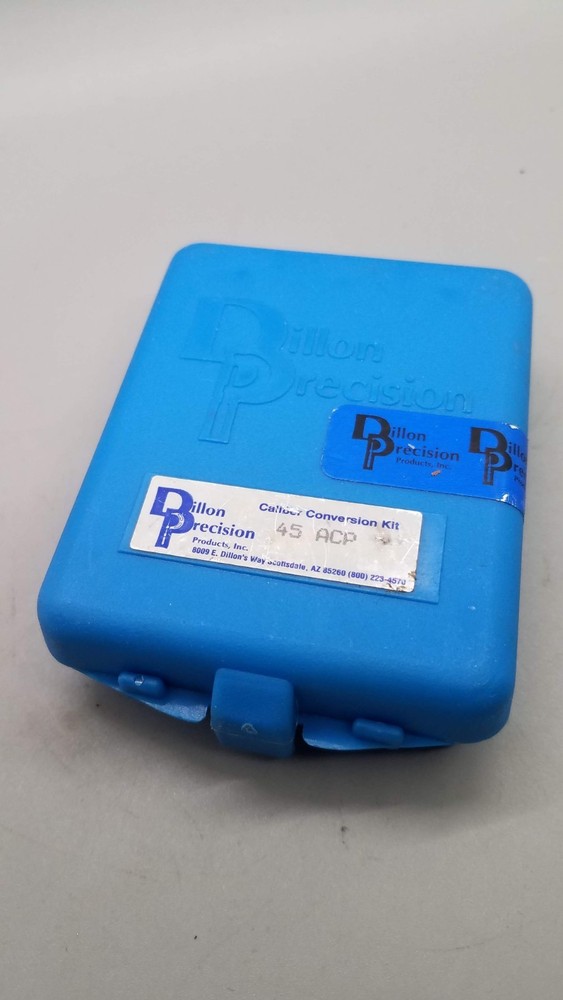 Dillon
Precision
Dillon
Precision
Products, Inc.
Dillon
Precision
Products, Inc.
8009 E. Dillon's Way Scottsdale, AZ 85260 (800) 223-4570
Caliber Conversion Kit
45 ACP